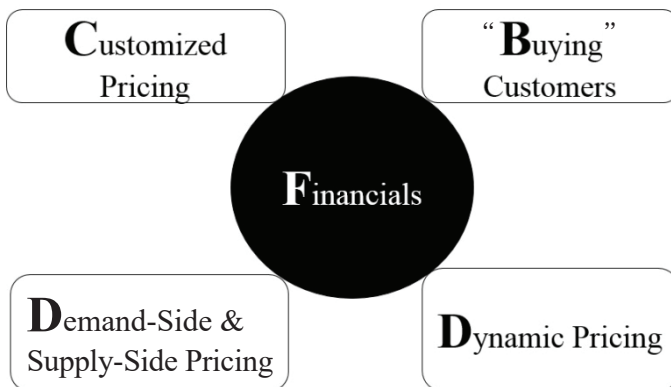 Customized
Pricing
“Buying”
Customers
Financials
Demand-Side &
Supply-Side Pricing
Dynamic Pricing